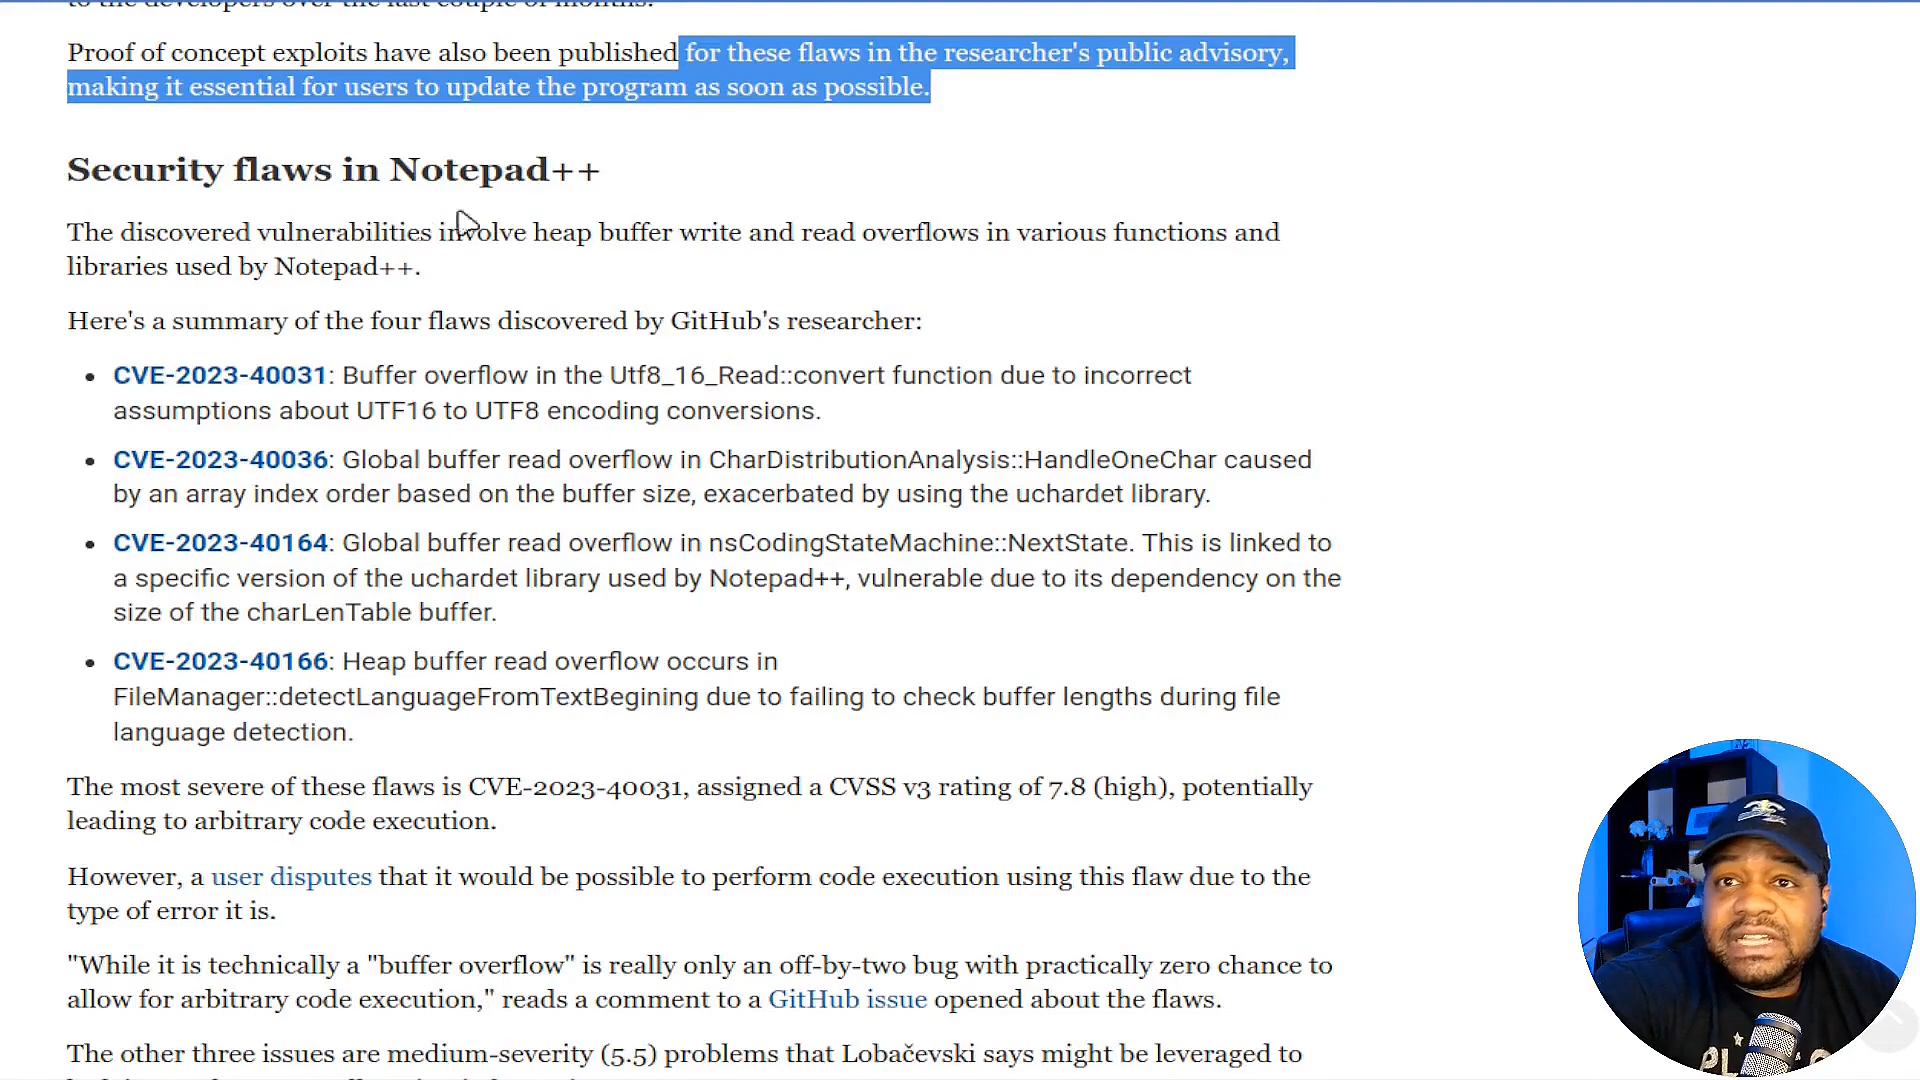 to the developers over the last couple of months.
Proof of concept exploits have also been published for these flaws in the researcher's public advisory,
making it essential for users to update the program as soon as possible.
Security flaws in Notepad++
The discovered vulnerabilities involve heap buffer write and read overflows in various functions and
libraries used by Notepad++.
Here's a summary of the four flaws discovered by GitHub's researcher:
• CVE-2023-40031: Buffer overflow in the Utf8_16_Read::convert function due to incorrect
assumptions about UTF16 to UTF8 encoding conversions.
• CVE-2023-40036: Global buffer read overflow in CharDistributionAnalysis::HandleOneChar caused
by an array index order based on the buffer size, exacerbated by using the uchardet library.
• CVE-2023-40164: Global buffer read overflow in nsCodingStateMachine::NextState. This is linked to
a specific version of the uchardet library used by Notepad++, vulnerable due to its dependency on the
size of the charLenTable buffer.
• CVE-2023-40166: Heap buffer read overflow occurs in
FileManager::detectLanguageFromTextBegining due to failing to check buffer lengths during file
language detection.
The most severe of these flaws is CVE-2023-40031, assigned a CVSS v3 rating of 7.8 (high), potentially
leading to arbitrary code execution.
However, a user disputes that it would be possible to perform code execution using this flaw due to the
type of error it is.
"While it is technically a "buffer overflow" is really only an off-by-two bug with practically zero chance to
allow for arbitrary code execution," reads a comment to a GitHub issue opened about the flaws.
The other three issues are medium-severity (5.5) problems that Lobačevski says might be leveraged to